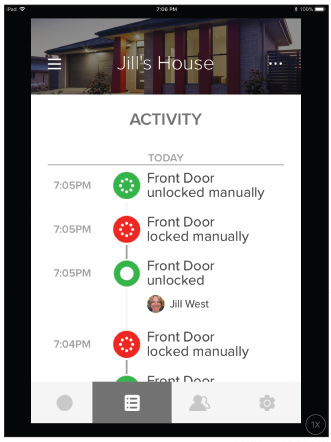 iPad 7:06 PM 100%
Jill's House
ACTIVITY
TODAY
7:05PM Front Door
unlocked manually
7:05PM Front Door
locked manually
7:05PM Front Door
unlocked
Jill West
7:04PM Front Door
locked manually
Front Door
1X